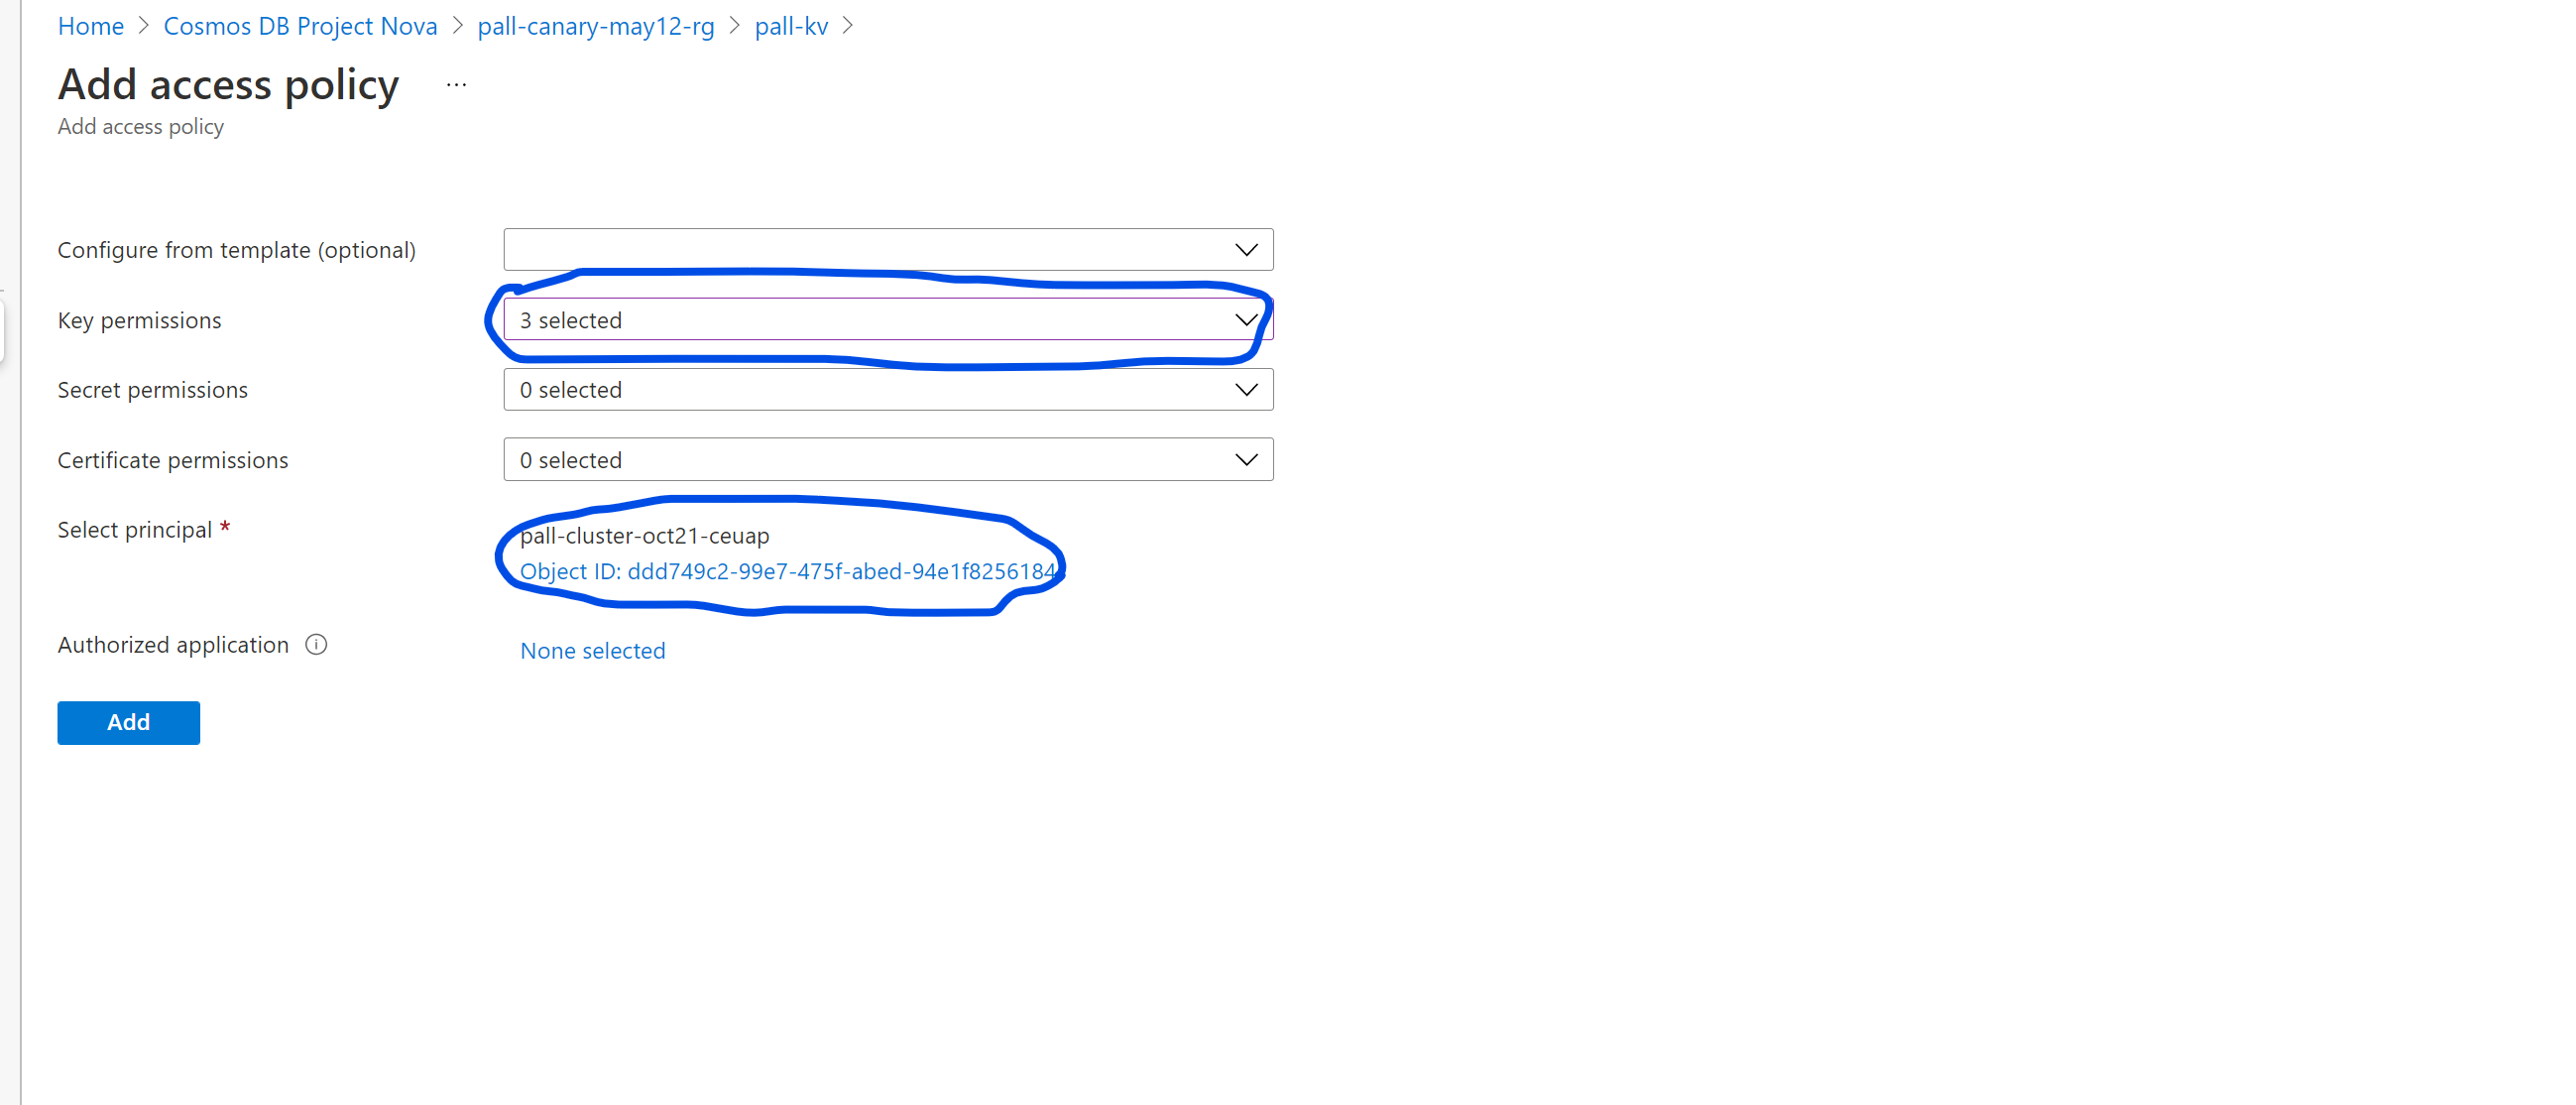 Home > Cosmos DB Project Nova > pall-canary-may12-rg > pall-kv >
Add access policy ...
Add access policy
Configure from template (optional)
Key permissions 3 selected
Secret permissions 0 selected
Certificate permissions 0 selected
Select principal * pall-cluster-oct21-ceuap
Object ID: ddd749c2-99e7-475f-abed-94e1f8256184
Authorized application None selected
Add